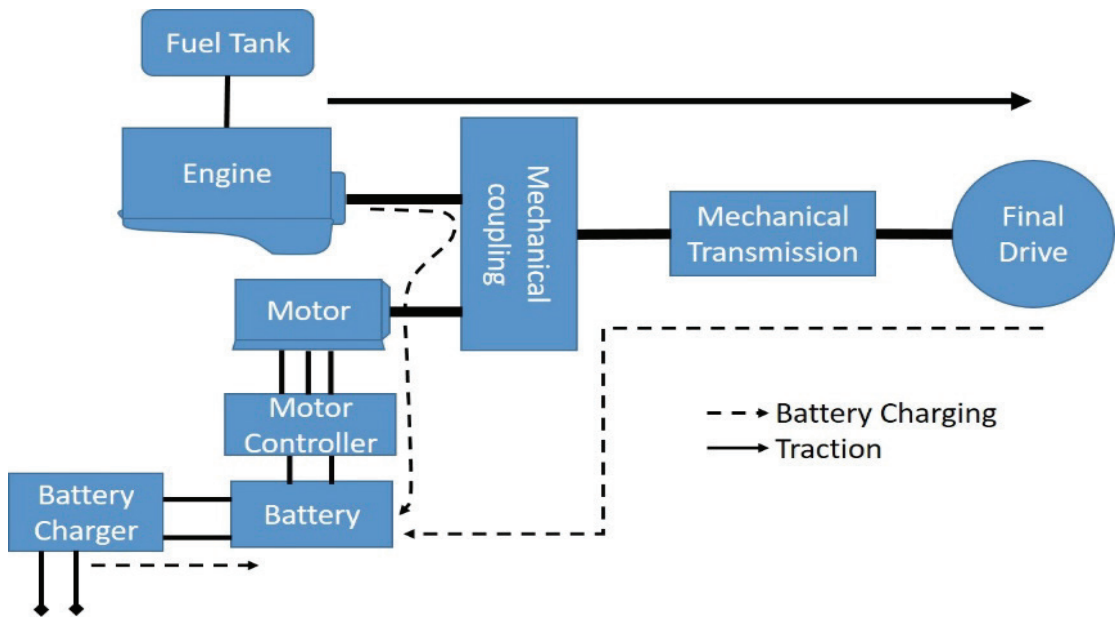 Fuel Tank
Engine
Mechanical
coupling
Mechanical
Transmission
Final
Drive
Motor
Motor
Controller
Battery Charging
Traction
Battery
Charger
Battery